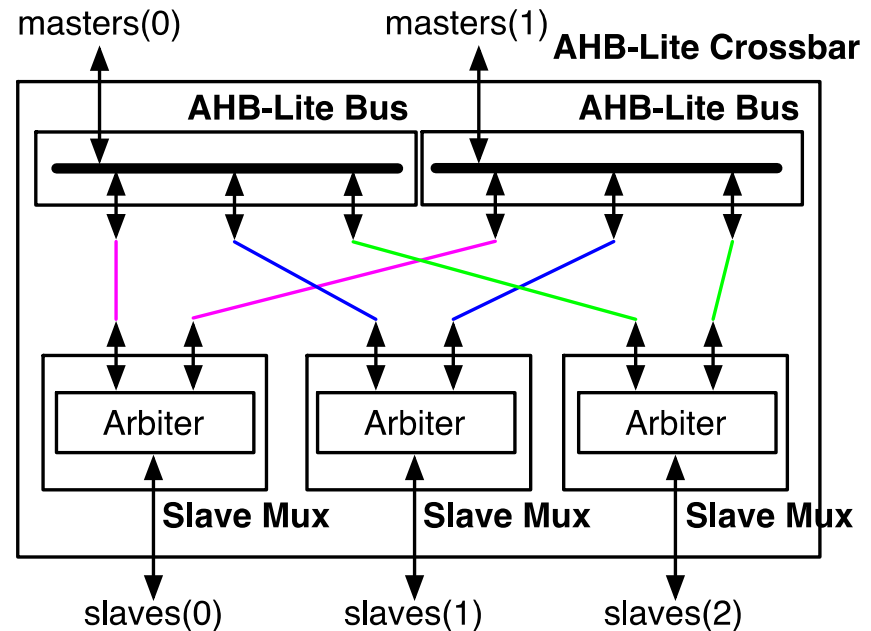 masters(0)
masters(1)
AHB-Lite Crossbar
AHB-Lite Bus
AHB-Lite Bus
Arbiter
Arbiter
Arbiter
Slave Mux
Slave Mux
Slave Mux
slaves(0)
slaves(1)
slaves(2)